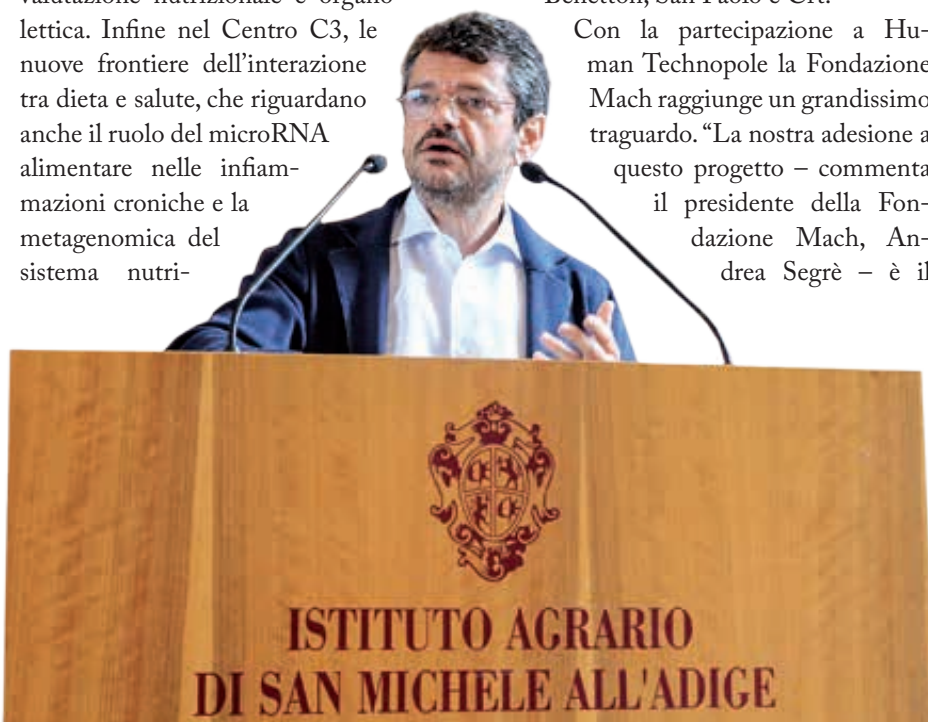 valutazione nutrizionale e organo-
lettica. Infine nel Centro C3, le
nuove frontiere dell'interazione
tra dieta e salute, che riguardano
anche il ruolo del microRNA
alimentare nelle infiam-
mazioni croniche e la
metagenomica del
sistema nutri-
Benetton, San Paolo e Crt.
Con la partecipazione a Hu-
man Technopole la Fondazione
Mach raggiunge un grandissimo
traguardo. “La nostra adesione a
questo progetto – commenta
il presidente della Fon-
dazione Mach, An-
drea Segrè – è il
ISTITUTO AGRARIO
DI SAN MICHELE ALL'ADIGE